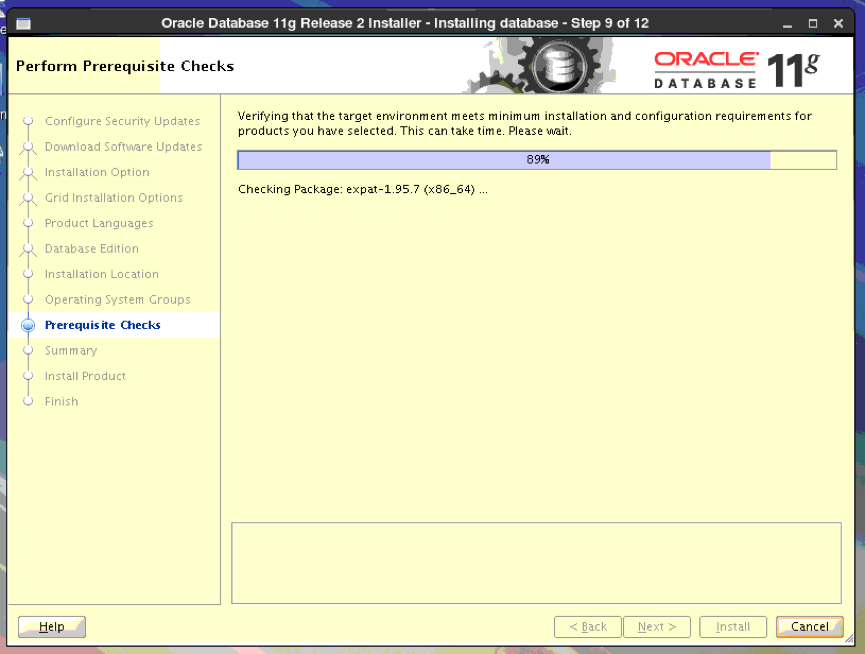 Oracle Database 11g Release 2 Installer - Installing database - Step 9 of 12
Perform Prerequisite Checks
ORACLE
DATABASE
11g
Configure Security Updates
Download Software Updates
Installation Option
Grid Installation Options
Product Languages
Database Edition
Installation Location
Operating System Groups
Prerequisite Checks
Summary
Install Product
Finish
Verifying that the target environment meets minimum installation and configuration requirements for
products you have selected. This can take time. Please wait.
89%
Checking Package: expat-1.95.7 (x86_64) ...
Help
< Back
Next >
Install
Cancel